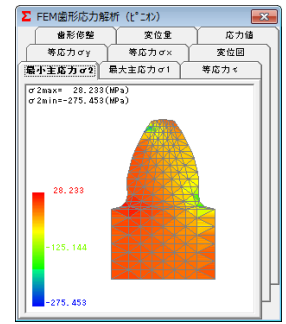 Σ FEM歯形応力解析 (ﾋﾟﾆｵﾝ)
歯形修整 変位量 応力値
等応力σy 等応力σx 変位図
最小主応力σ2 最大主応力σ1 等応力τ
σ2max= 28.233(MPa)
σ2min=-275.453(MPa)
28.233
-125.144
-275.453